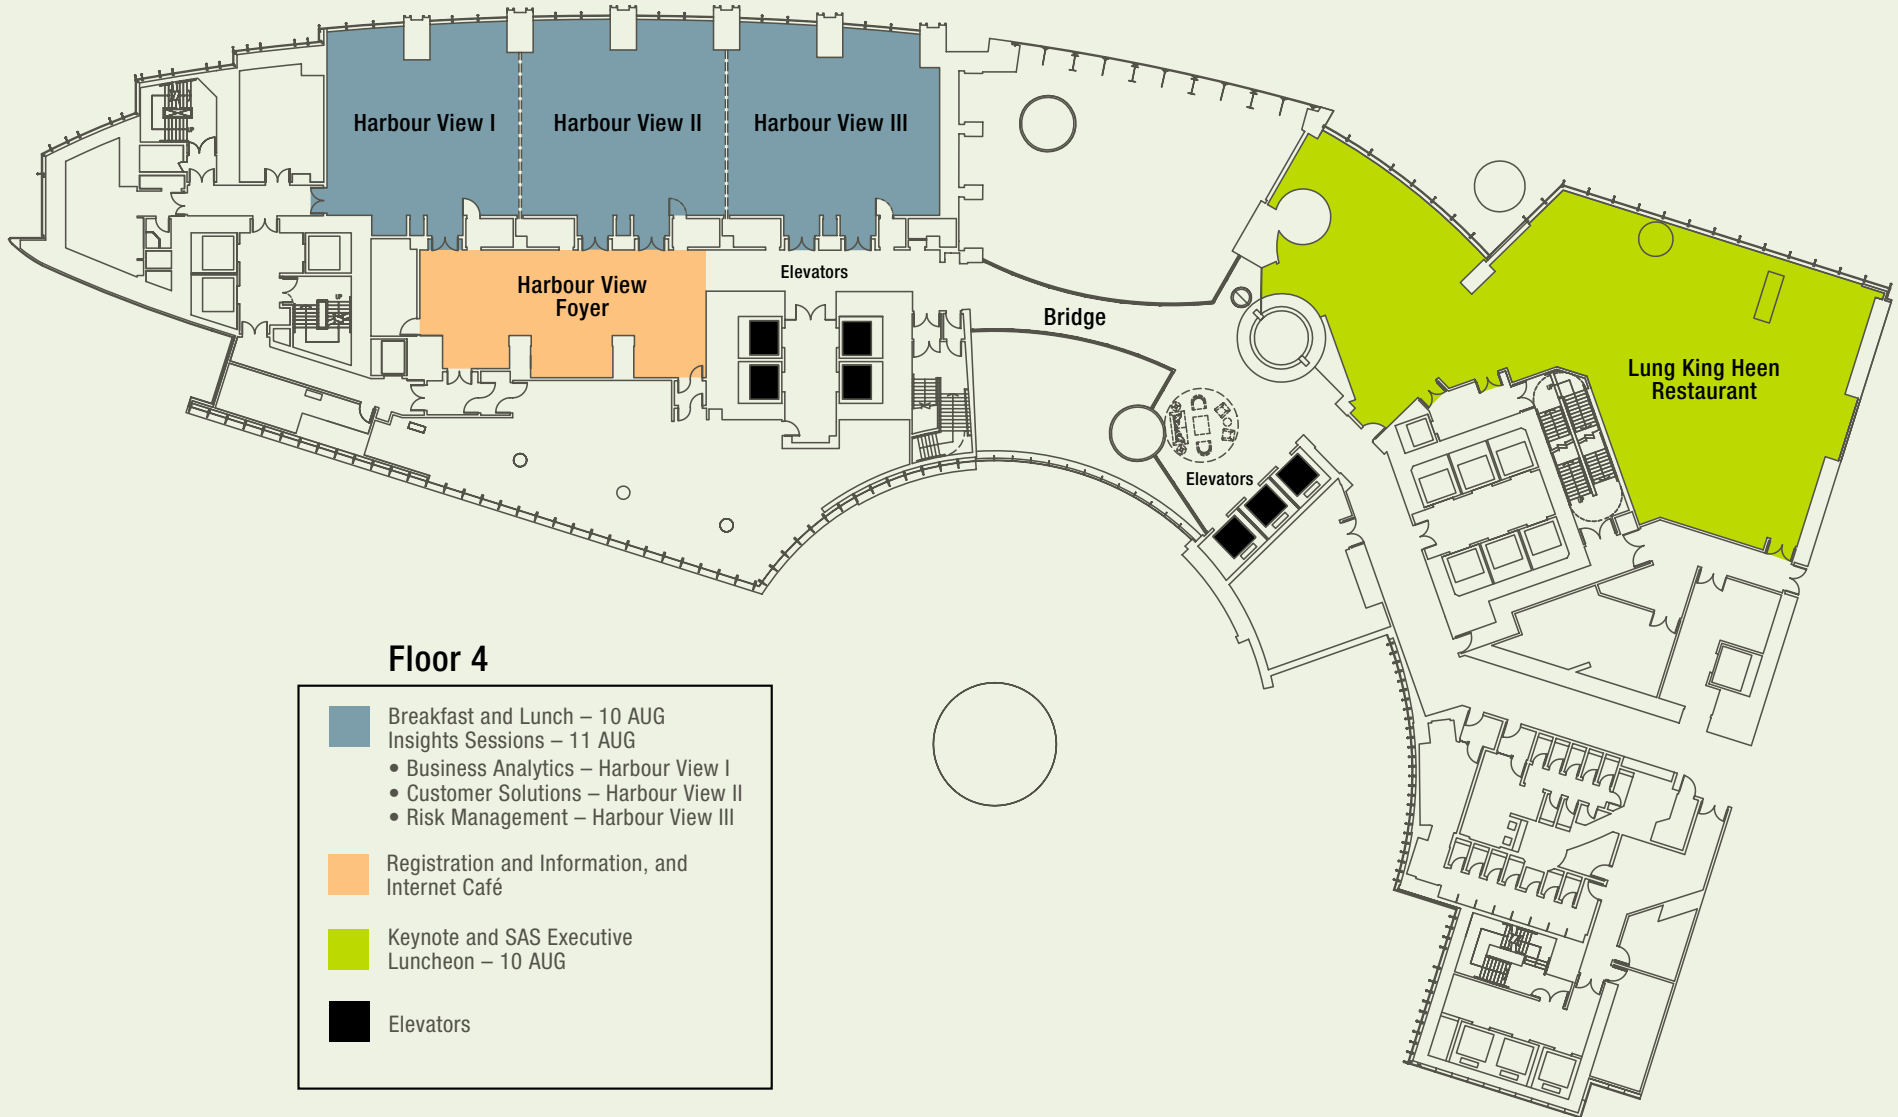 Harbour View I
Harbour View II
Harbour View III
Harbour View
Foyer
Elevators
Bridge
Lung King Heen
Restaurant
Elevators
Floor 4
Breakfast and Lunch – 10 AUG
Insights Sessions – 11 AUG
• Business Analytics – Harbour View I
• Customer Solutions – Harbour View II
• Risk Management – Harbour View III
Registration and Information, and
Internet Café
Keynote and SAS Executive
Luncheon – 10 AUG
Elevators